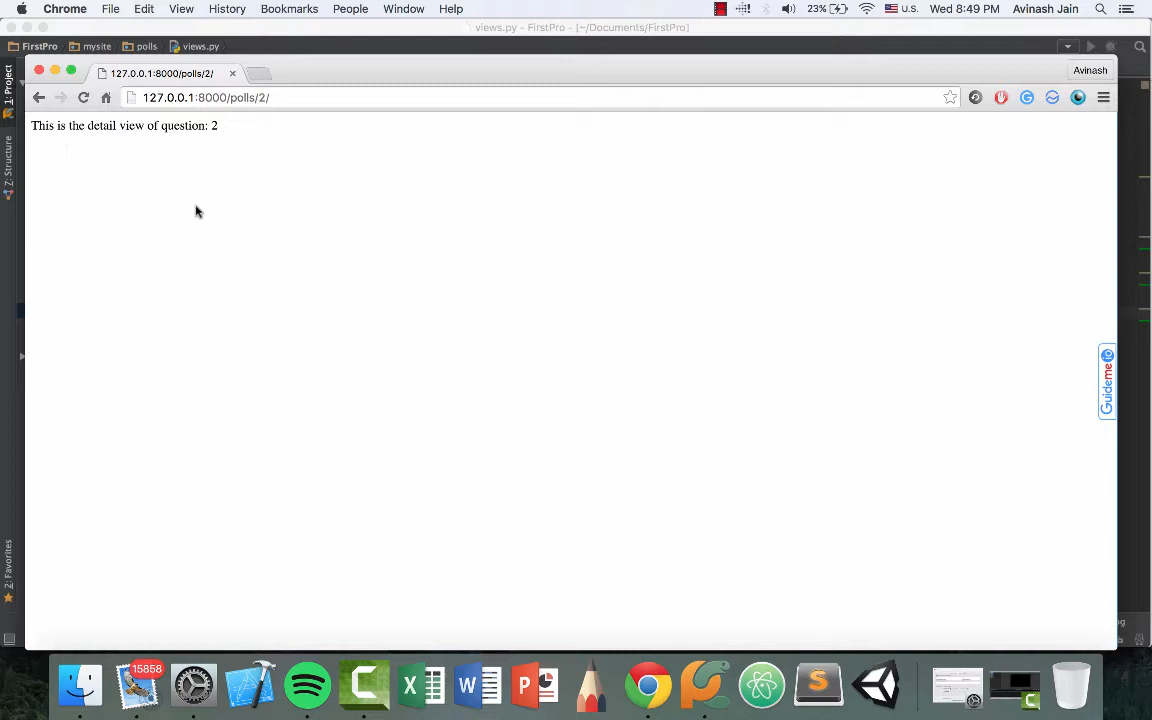 Chrome File Edit View History Bookmarks People Window Help 23% U.S. Wed 8:49 PM Avinash Jain
views.py - FirstPro - [~/Documents/FirstPro]
FirstPro mysite polls views.py
127.0.0.1:8000/polls/2/ Avinash
127.0.0.1:8000/polls/2/
This is the detail view of question: 2
1: Project
Z: Structure
2: Favorites
Guideme.io
15858